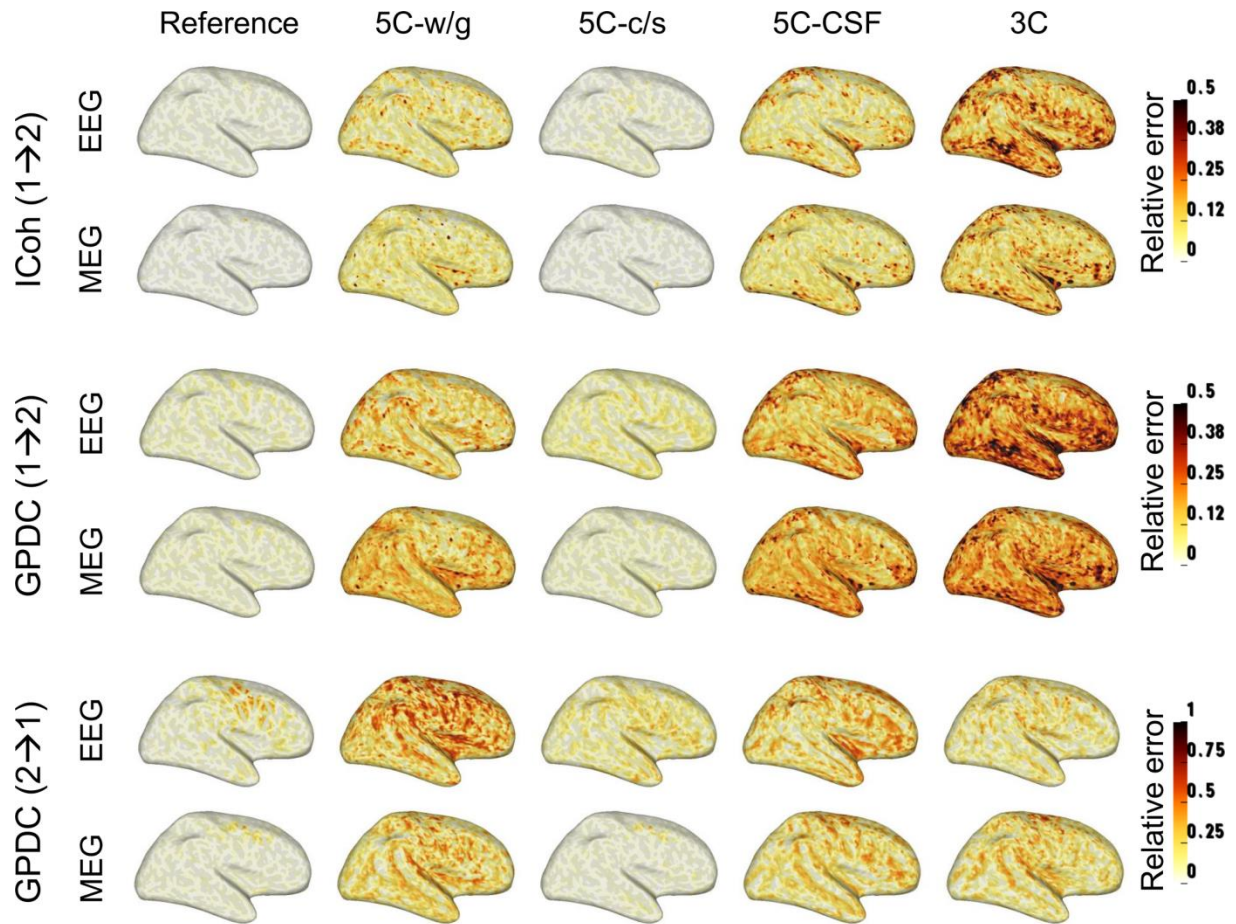 Reference 5C-w/g 5C-c/s 5C-CSF 3C
ICoh (1→2)
EEG
MEG
Relative error
0.5
0.38
0.25
0.12
0
GPDC (1→2)
EEG
MEG
Relative error
0.5
0.38
0.25
0.12
0
GPDC (2→1)
EEG
MEG
Relative error
1
0.75
0.5
0.25
0